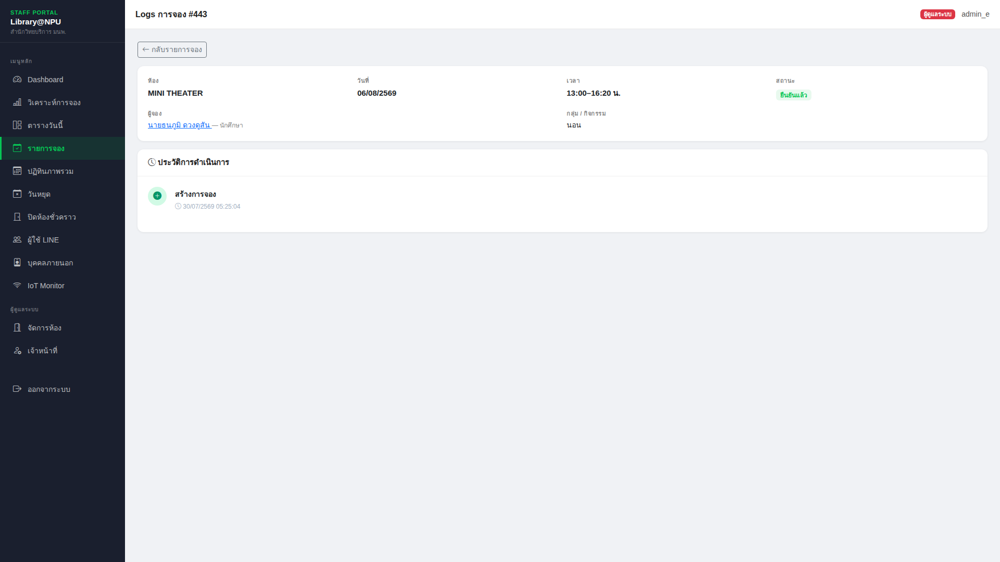 STAFF PORTAL
Library@NPU
สำนักวิทยบริการ มนพ.
เมนูหลัก
Dashboard
วิเคราะห์การจอง
ตารางวันนี้
รายการจอง
ปฏิทินภาพรวม
วันหยุด
ปิดห้องชั่วคราว
ผู้ใช้ LINE
บุคคลภายนอก
IoT Monitor
ผู้ดูแลระบบ
จัดการห้อง
เจ้าหน้าที่
ออกจากระบบ
Logs การจอง #443
ผู้ดูแลระบบ admin_e
← กลับรายการจอง
ห้อง วันที่ เวลา สถานะ
MINI THEATER 06/08/2569 13:00–16:20 น. ยืนยันแล้ว
ผู้จอง กลุ่ม / กิจกรรม
นายธนภูมิ ดวงดูสัน — นักศึกษา นอน
ประวัติการดำเนินการ
สร้างการจอง
30/07/2569 05:25:04